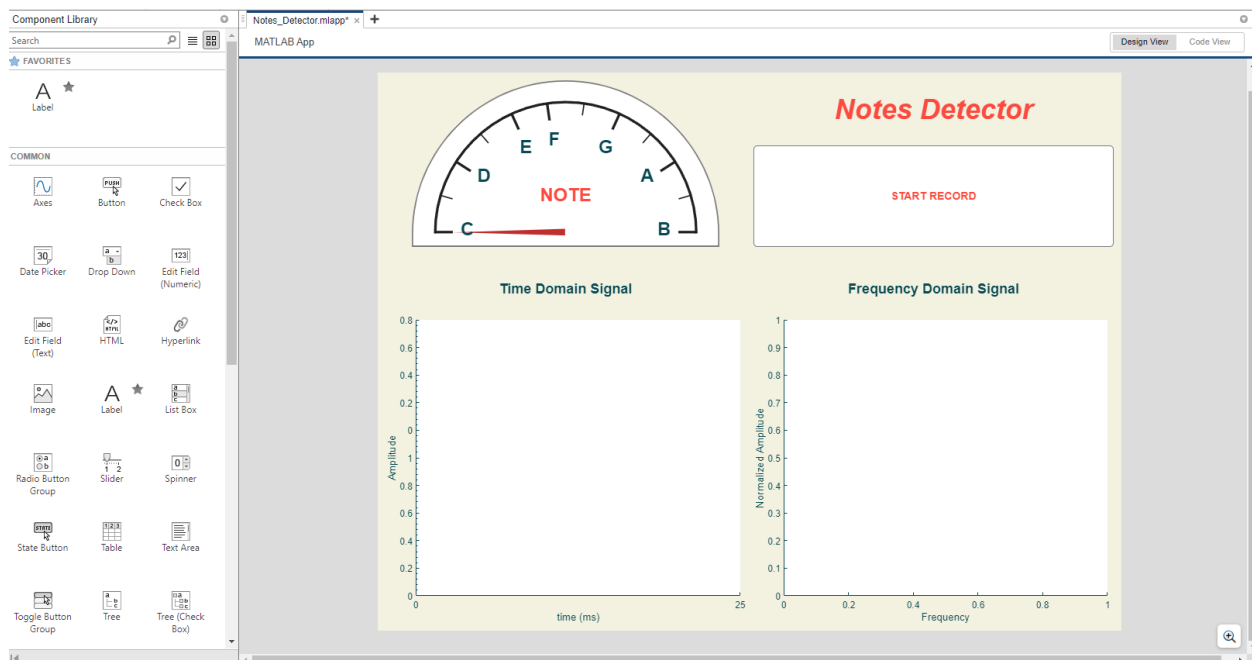 Component Library
Notes_Detector.mlapp* × +
Search
MATLAB App
Design View Code View
FAVORITES
A
Label
COMMON
Axes
PUSH
Button
Check Box
30
Date Picker
a
b
Drop Down
123
Edit Field
(Numeric)
abc
Edit Field
(Text)
</>
HTML
HTML
Hyperlink
Image
A
Label
a
b
c
List Box
a
b
Radio Button
Group
1 2
Slider
0
Spinner
STATE
State Button
1 2 3
Table
Text Area
Toggle Button
Group
a
b
c
Tree
a
b
c
Tree (Check
Box)
C
D
E
F
G
A
B
NOTE
Notes Detector
START RECORD
Time Domain Signal
0.8
0.6
0.4
0.2
0
1
0.8
0.6
0.4
0.2
0
Amplitude
0 25
time (ms)
Frequency Domain Signal
1
0.9
0.8
0.7
0.6
0.5
0.4
0.3
0.2
0.1
0
Normalized Amplitude
0 0.2 0.4 0.6 0.8 1
Frequency